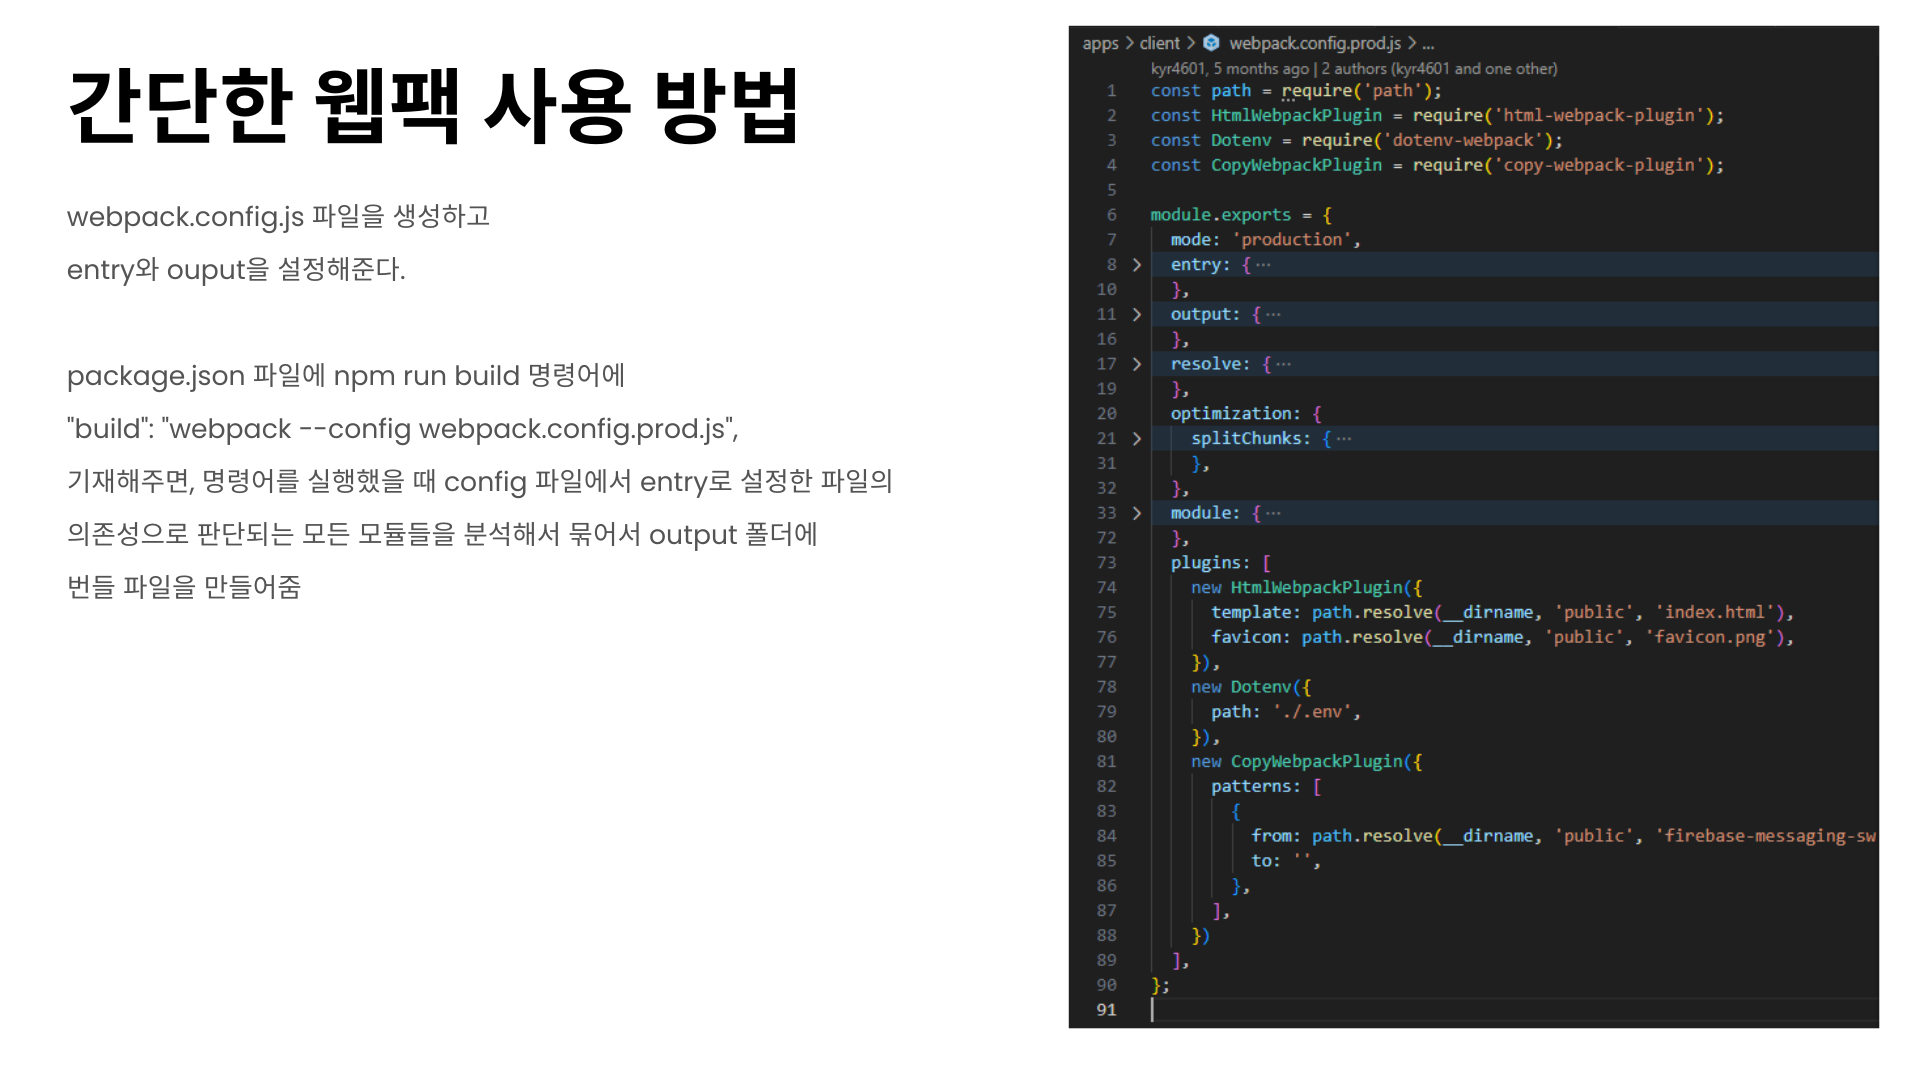 간단한 웹팩 사용 방법
webpack.config.js 파일을 생성하고
entry와 ouput을 설정해준다.
package.json 파일에 npm run build 명령어에
"build": "webpack --config webpack.config.prod.js",
기재해주면, 명령어를 실행했을 때 config 파일에서 entry로 설정한 파일의
의존성으로 판단되는 모든 모듈들을 분석해서 묶어서 output 폴더에
번들 파일을 만들어줌
apps > client > webpack.config.prod.js > ...
kyr4601, 5 months ago | 2 authors (kyr4601 and one other)
1 const path = require('path');
2 const HtmlWebpackPlugin = require('html-webpack-plugin');
3 const Dotenv = require('dotenv-webpack');
4 const CopyWebpackPlugin = require('copy-webpack-plugin');
5
6 module.exports = {
7 mode: 'production',
8 > entry: { ...
10 },
11 > output: { ...
16 },
17 > resolve: { ...
19 },
20 optimization: {
21 > splitChunks: { ...
31 },
32 },
33 > module: { ...
72 },
73 plugins: [
74 new HtmlWebpackPlugin({
75 template: path.resolve(__dirname, 'public', 'index.html'),
76 favicon: path.resolve(__dirname, 'public', 'favicon.png'),
77 }),
78 new Dotenv({
79 path: './.env',
80 }),
81 new CopyWebpackPlugin({
82 patterns: [
83 {
84 from: path.resolve(__dirname, 'public', 'firebase-messaging-sw
85 to: '',
86 },
87 ],
88 })
89 ],
90 };
91